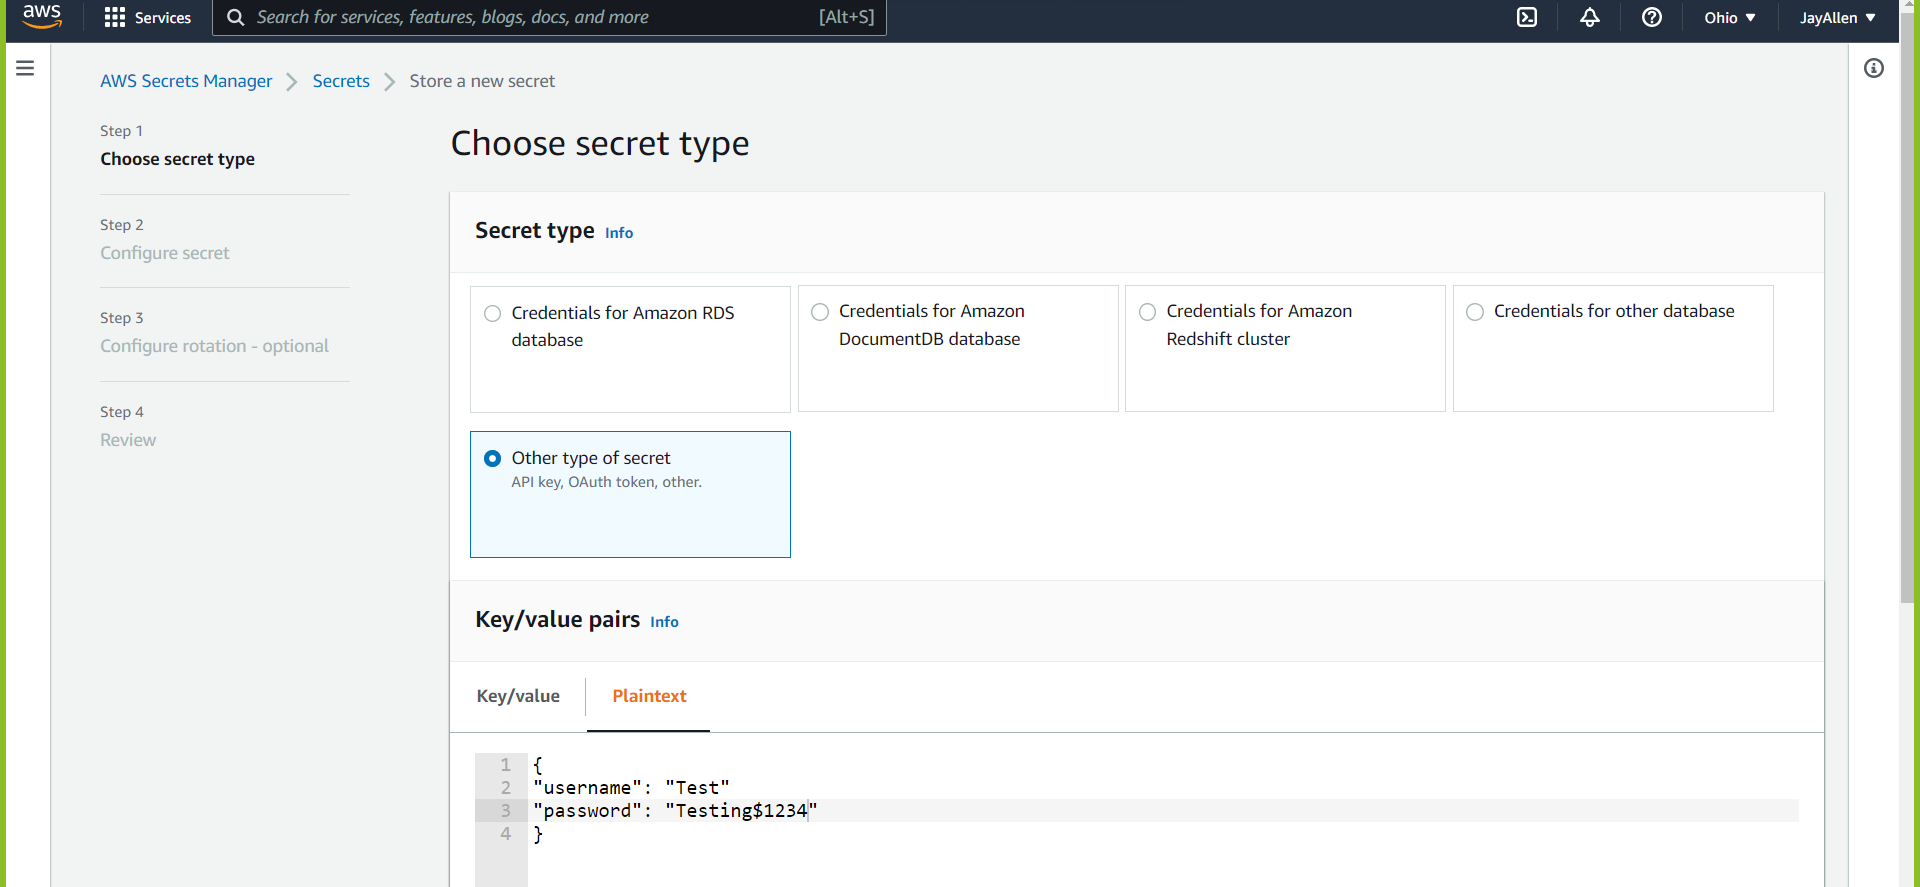 aws
Services
Search for services, features, blogs, docs, and more [Alt+S]
Ohio ▼
JayAllen ▼
AWS Secrets Manager > Secrets > Store a new secret
Step 1
Choose secret type
Step 2
Configure secret
Step 3
Configure rotation - optional
Step 4
Review
Choose secret type
Secret type Info
Credentials for Amazon RDS
database
Credentials for Amazon
DocumentDB database
Credentials for Amazon
Redshift cluster
Credentials for other database
Other type of secret
API key, OAuth token, other.
Key/value pairs Info
Key/value
Plaintext
1 {
2 "username": "Test"
3 "password": "Testing$1234"
4 }